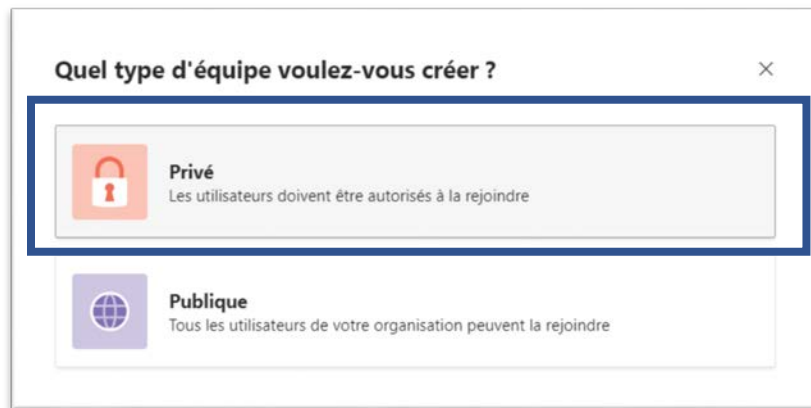 Quel type d'équipe voulez-vous créer ?
Privé
Les utilisateurs doivent être autorisés à la rejoindre
Publique
Tous les utilisateurs de votre organisation peuvent la rejoindre